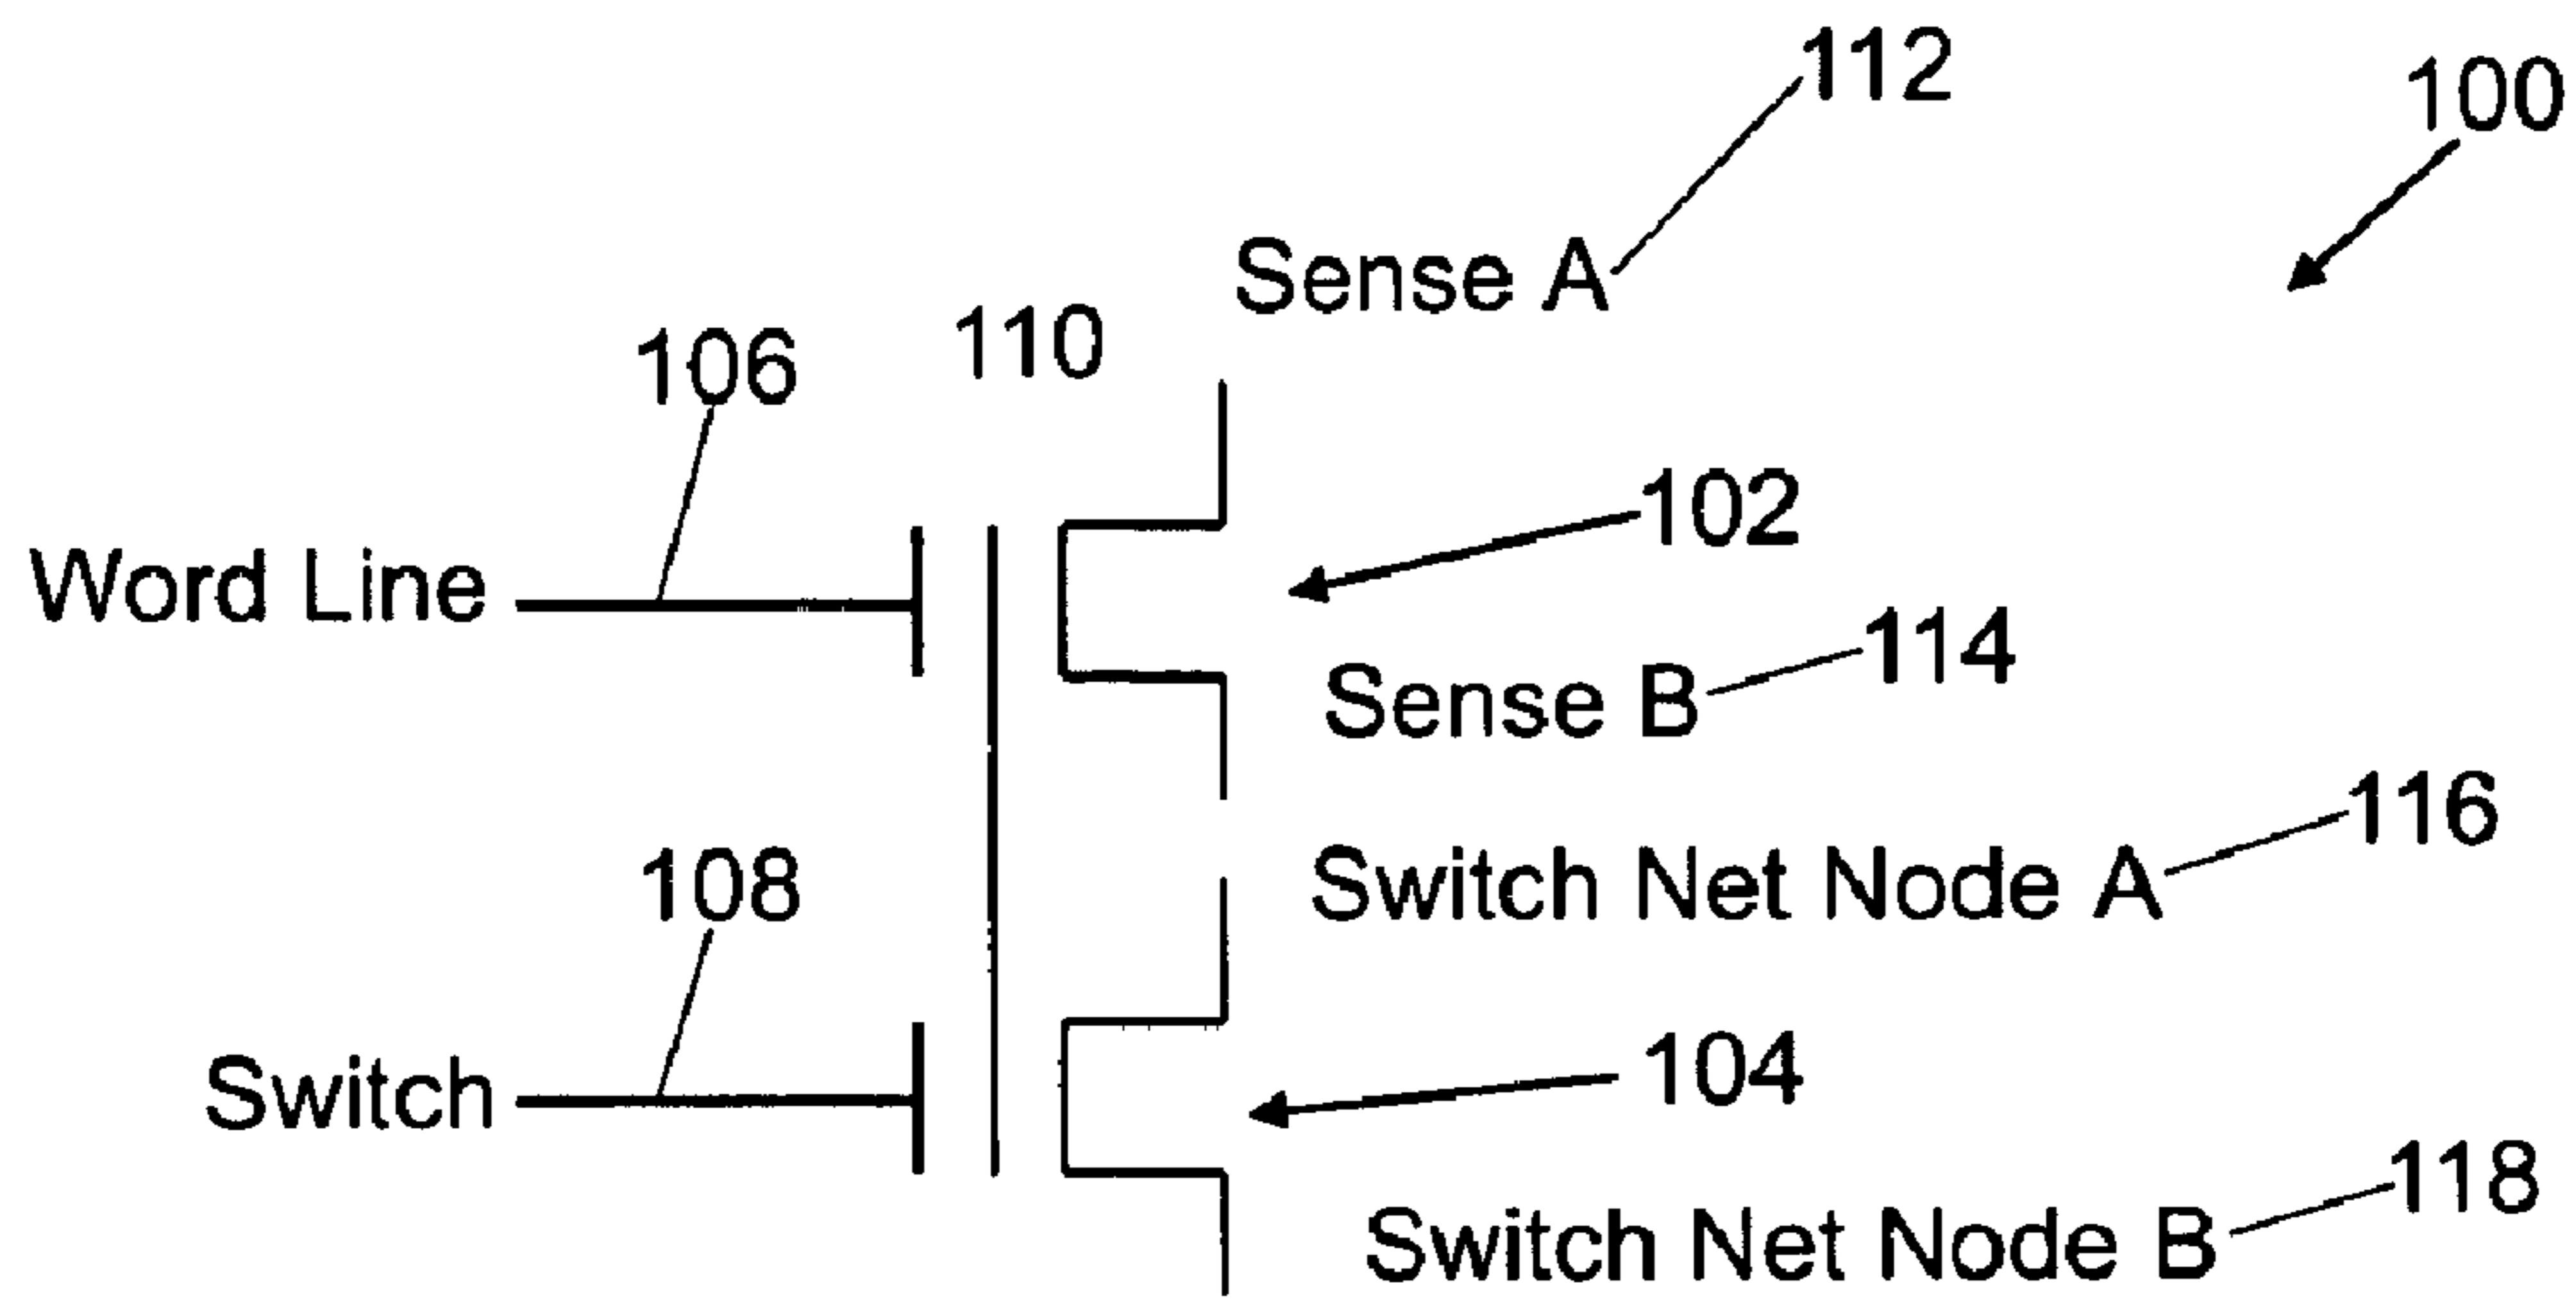 112
100
Sense A
110
106
102
Word Line
114
Sense B
116
108
Switch Net Node A
104
Switch
118
Switch Net Node B